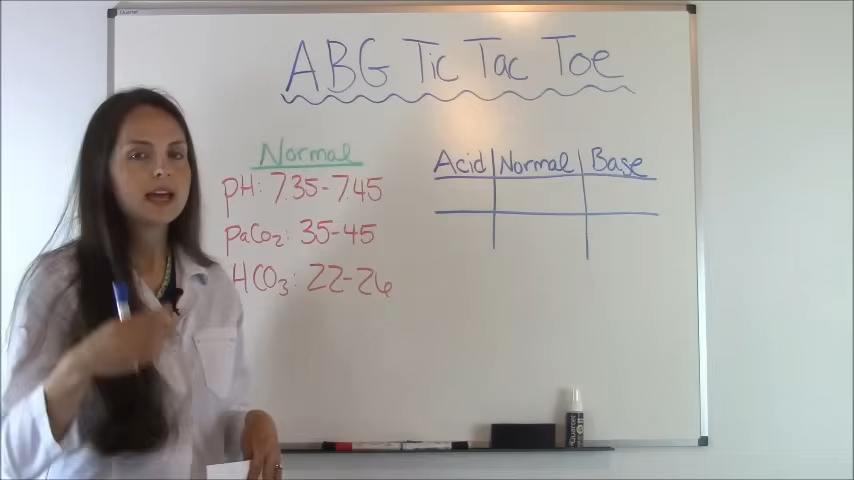 ABG Tic Tac Toe
Normal
pH: 7.35-7.45
PaCO2: 35-45
HCO3: 22-26
Acid Normal Base
Quartet